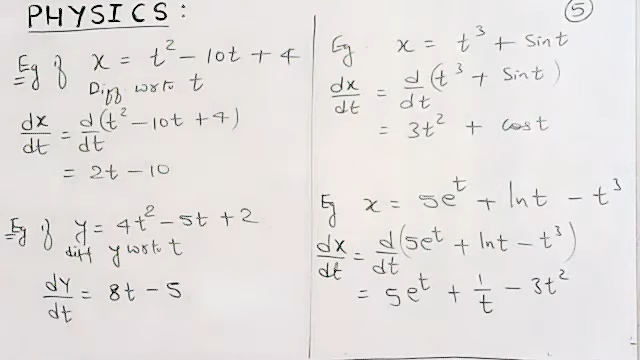 PHYSICS:
Eg if x = t² - 10t + 4
Diff w.r.to t
dx/dt = d/dt (t² - 10t + 4)
= 2t - 10
Eg if y = 4t² - 5t + 2
diff y w.r.to t
dy/dt = 8t - 5
5
Eg x = t³ + Sint
dx/dt = d/dt (t³ + Sint)
= 3t² + cost
Eg x = 5eᵗ + lnt - t³
dx/dt = d/dt (5eᵗ + lnt - t³)
= 5eᵗ + 1/t - 3t²